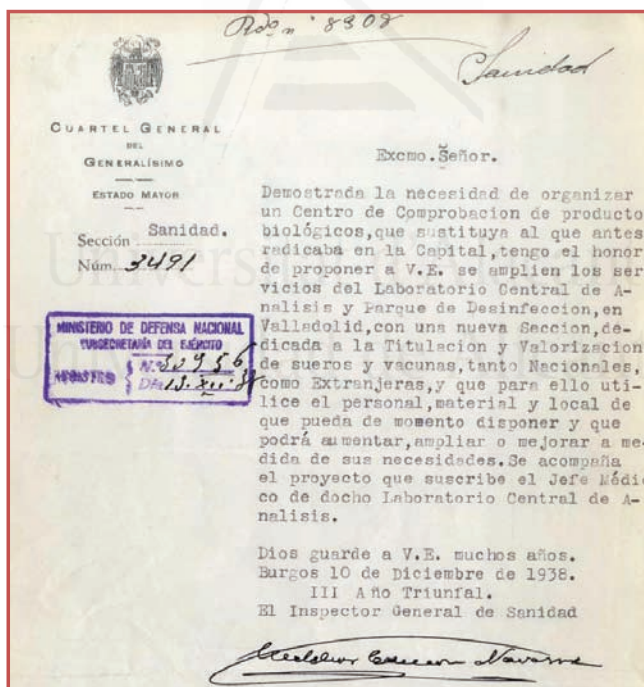 Rdo. n° 8908
Sanidad
CUARTEL GENERAL
DEL
GENERALÍSIMO
ESTADO MAYOR
Sección Sanidad.
Núm. 3491
MINISTERIO DE DEFENSA NACIONAL
SUBSECRETARÍA DEL EJÉRCITO
REGISTRO
N.º 30956
Día 13-XII-38
Excmo.Señor.
Demostrada la necesidad de organizar
un Centro de Comprobacion de producto
biológicos,que sustituya al que antes
radicaba en la Capital,tengo el honor
de proponer a V.E. se amplien los ser
vicios del Laboratorio Central de A-
nalisis y Parque de Desinfeccion,en
Valladolid,con una nueva Seccion,de-
dicada a la Titulacion y Valorizacion
de sueros y vacunas,tanto Nacionales,
como Extranjeras,y que para ello uti-
lice el personal,material y local de
que pueda de momento disponer y que
podrá aumentar,ampliar o mejorar a me-
dida de sus necesidades.Se acompaña
el proyecto que suscribe el Jefe Médic
co de docho Laboratorio Central de A-
nalisis.
Dios guarde a V.E. muchos años.
Burgos 10 de Diciembre de 1938.
III Año Triunfal.
El Inspector General de Sanidad
Navarro